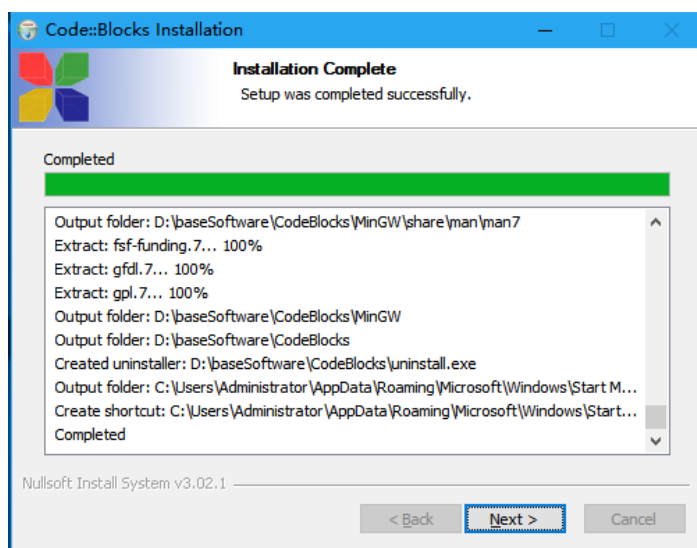 Code::Blocks Installation
Installation Complete
Setup was completed successfully.
Completed
Output folder: D:\baseSoftware\CodeBlocks\MinGW\share\man\man7
Extract: fsf-funding.7... 100%
Extract: gfdl.7... 100%
Extract: gpl.7... 100%
Output folder: D:\baseSoftware\CodeBlocks\MinGW
Output folder: D:\baseSoftware\CodeBlocks
Created uninstaller: D:\baseSoftware\CodeBlocks\uninstall.exe
Output folder: C:\Users\Administrator\AppData\Roaming\Microsoft\Windows\Start M...
Create shortcut: C:\Users\Administrator\AppData\Roaming\Microsoft\Windows\Start...
Completed
Nullsoft Install System v3.02.1
< Back Next > Cancel